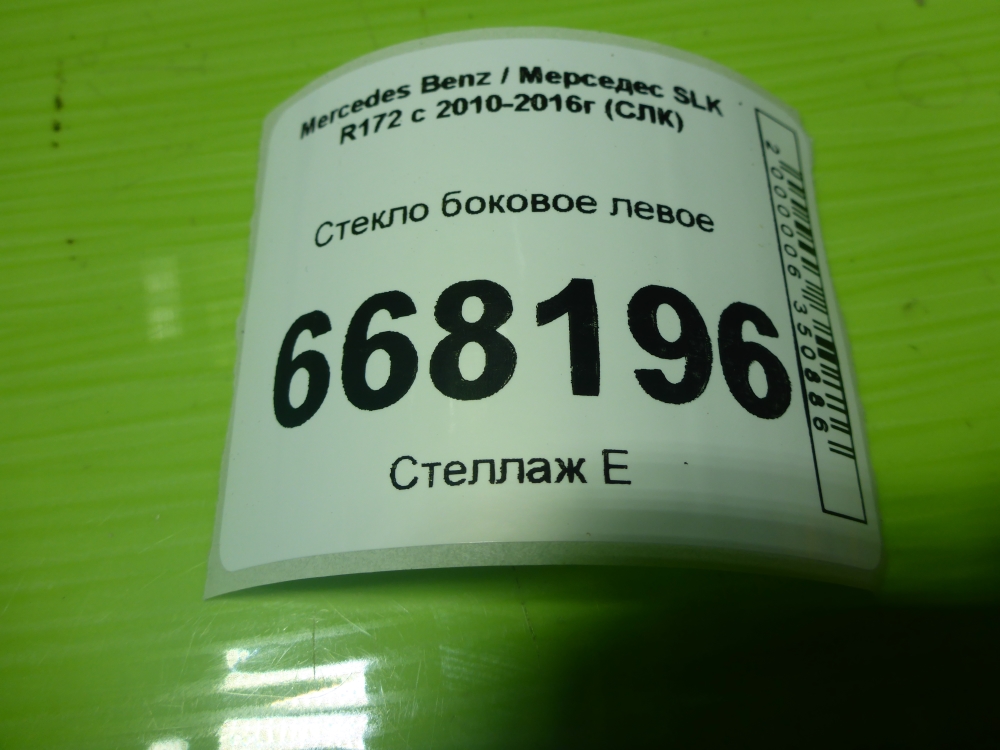 Mercedes Benz / Мерседес SLK
R172 с 2010-2016г (СЛК)
Стекло боковое левое
668196
Стеллаж Е
2000006350886